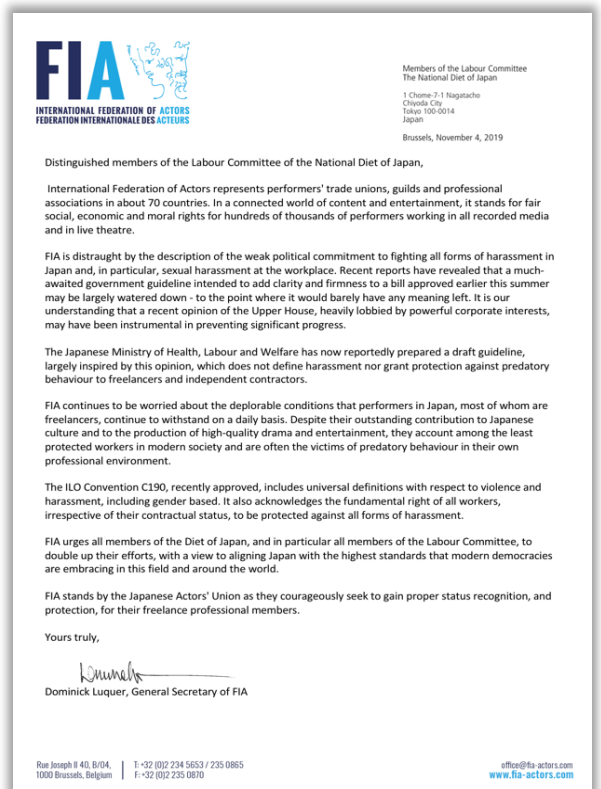 FIA
INTERNATIONAL FEDERATION OF ACTORS
FEDERATION INTERNATIONALE DES ACTEURS
Members of the Labour Committee
The National Diet of Japan
1 Chome-7-1 Nagatacho
Chiyoda City
Tokyo 100-0014
Japan
Brussels, November 4, 2019
Distinguished members of the Labour Committee of the National Diet of Japan,
International Federation of Actors represents performers' trade unions, guilds and professional
associations in about 70 countries. In a connected world of content and entertainment, it stands for fair
social, economic and moral rights for hundreds of thousands of performers working in all recorded media
and in live theatre.
FIA is distraught by the description of the weak political commitment to fighting all forms of harassment in
Japan and, in particular, sexual harassment at the workplace. Recent reports have revealed that a much-
awaited government guideline intended to add clarity and firmness to a bill approved earlier this summer
may be largely watered down - to the point where it would barely have any meaning left. It is our
understanding that a recent opinion of the Upper House, heavily lobbied by powerful corporate interests,
may have been instrumental in preventing significant progress.
The Japanese Ministry of Health, Labour and Welfare has now reportedly prepared a draft guideline,
largely inspired by this opinion, which does not define harassment nor grant protection against predatory
behaviour to freelancers and independent contractors.
FIA continues to be worried about the deplorable conditions that performers in Japan, most of whom are
freelancers, continue to withstand on a daily basis. Despite their outstanding contribution to Japanese
culture and to the production of high-quality drama and entertainment, they account among the least
protected workers in modern society and are often the victims of predatory behaviour in their own
professional environment.
The ILO Convention C190, recently approved, includes universal definitions with respect to violence and
harassment, including gender based. It also acknowledges the fundamental right of all workers,
irrespective of their contractual status, to be protected against all forms of harassment.
FIA urges all members of the Diet of Japan, and in particular all members of the Labour Committee, to
double up their efforts, with a view to aligning Japan with the highest standards that modern democracies
are embracing in this field and around the world.
FIA stands by the Japanese Actors' Union as they courageously seek to gain proper status recognition, and
protection, for their freelance professional members.
Yours truly,
Dominick Luquer, General Secretary of FIA
Rue Joseph II 40, B/04,
1000 Brussels, Belgium
T: +32 (0)2 234 5653 / 235 0865
F: +32 (0)2 235 0870
office@fia-actors.com
www.fia-actors.com